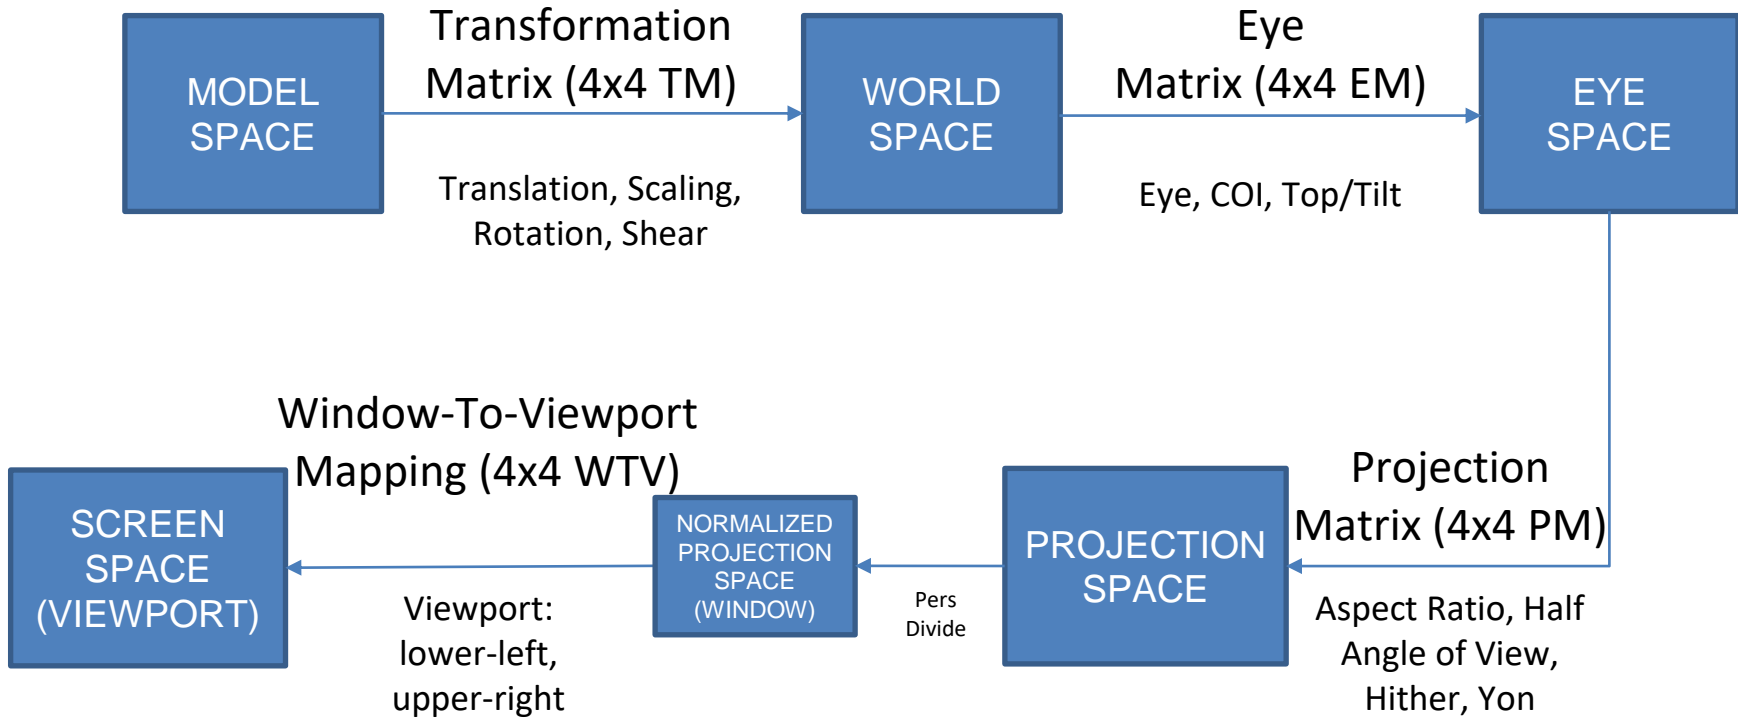 MODEL
SPACE
Transformation
Matrix (4x4 TM)
Translation, Scaling,
Rotation, Shear
WORLD
SPACE
Eye
Matrix (4x4 EM)
Eye, COI, Top/Tilt
EYE
SPACE
Projection
Matrix (4x4 PM)
Aspect Ratio, Half
Angle of View,
Hither, Yon
PROJECTION
SPACE
Pers
Divide
NORMALIZED
PROJECTION
SPACE
(WINDOW)
Window-To-Viewport
Mapping (4x4 WTV)
Viewport:
lower-left,
upper-right
SCREEN
SPACE
(VIEWPORT)